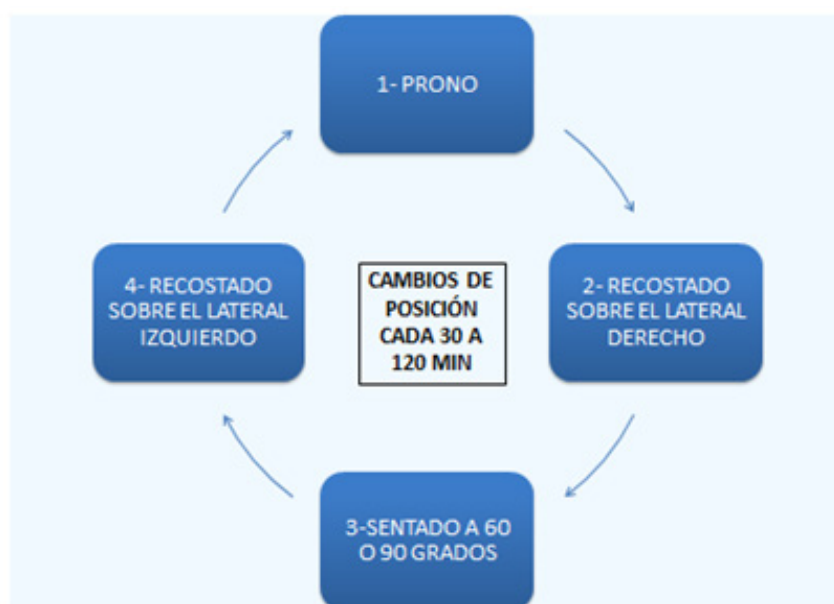 1- PRONO
2- RECOSTADO
SOBRE EL LATERAL
DERECHO
3-SENTADO A 60
O 90 GRADOS
4- RECOSTADO
SOBRE EL LATERAL
IZQUIERDO
CAMBIOS DE
POSICIÓN
CADA 30 A
120 MIN